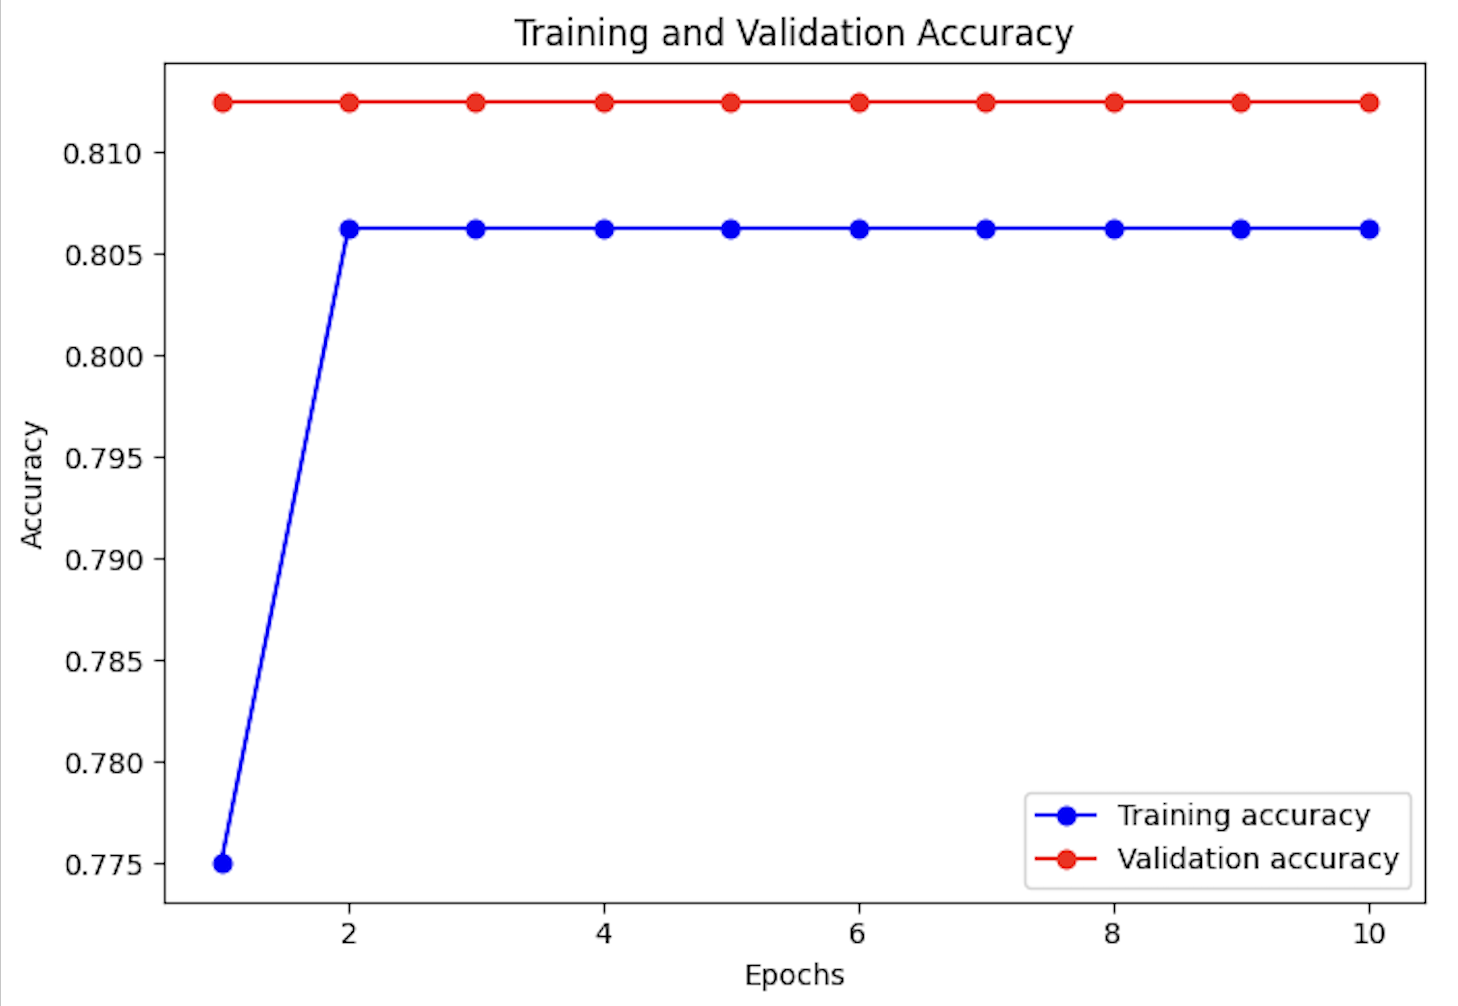 Training and Validation Accuracy
0.810
0.805
0.800
0.795
0.790
0.785
0.780
0.775
Accuracy
2 4 6 8 10
Epochs
Training accuracy
Validation accuracy